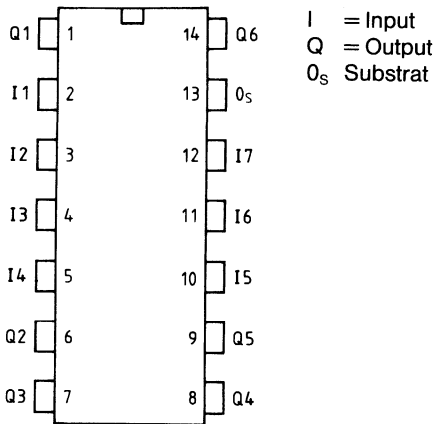 Q1 1 14 Q6
I1 2 13 0S
I2 3 12 I7
I3 4 11 I6
I4 5 10 I5
Q2 6 9 Q5
Q3 7 8 Q4
I = Input
Q = Output
0S Substrat